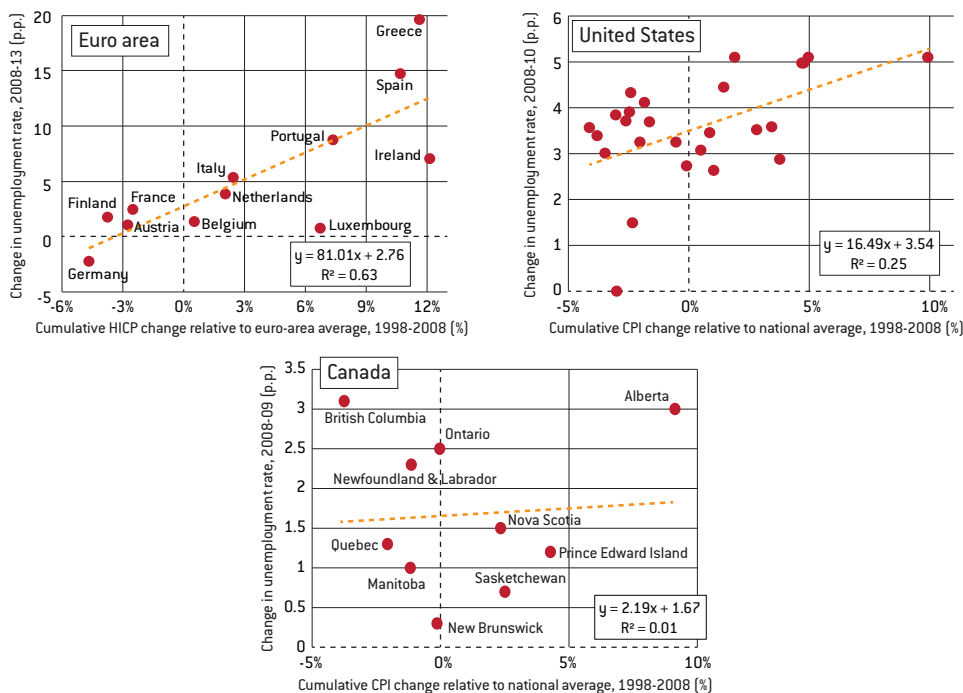 Euro area
Change in unemployment rate, 2008-13 (p.p.)
20
15
10
5
0
-5
Greece
Spain
Portugal
Ireland
Italy
Netherlands
France
Finland
Austria
Belgium
Luxembourg
Germany
y = 81.01x + 2.76
R² = 0.63
-6%
-3%
0%
3%
6%
9%
12%
Cumulative HICP change relative to euro-area average, 1998-2008 (%)
United States
Change in unemployment rate, 2008-10 (p.p.)
6
5
4
3
2
1
0
y = 16.49x + 3.54
R² = 0.25
-5%
0%
5%
10%
Cumulative CPI change relative to national average, 1998-2008 (%)
Canada
Change in unemployment rate, 2008-09 (p.p.)
3.5
3
2.5
2
1.5
1
0.5
0
British Columbia
Alberta
Ontario
Newfoundland & Labrador
Nova Scotia
Quebec
Prince Edward Island
Manitoba
Sasketchewan
New Brunswick
y = 2.19x + 1.67
R² = 0.01
-5%
0%
5%
10%
Cumulative CPI change relative to national average, 1998-2008 (%)